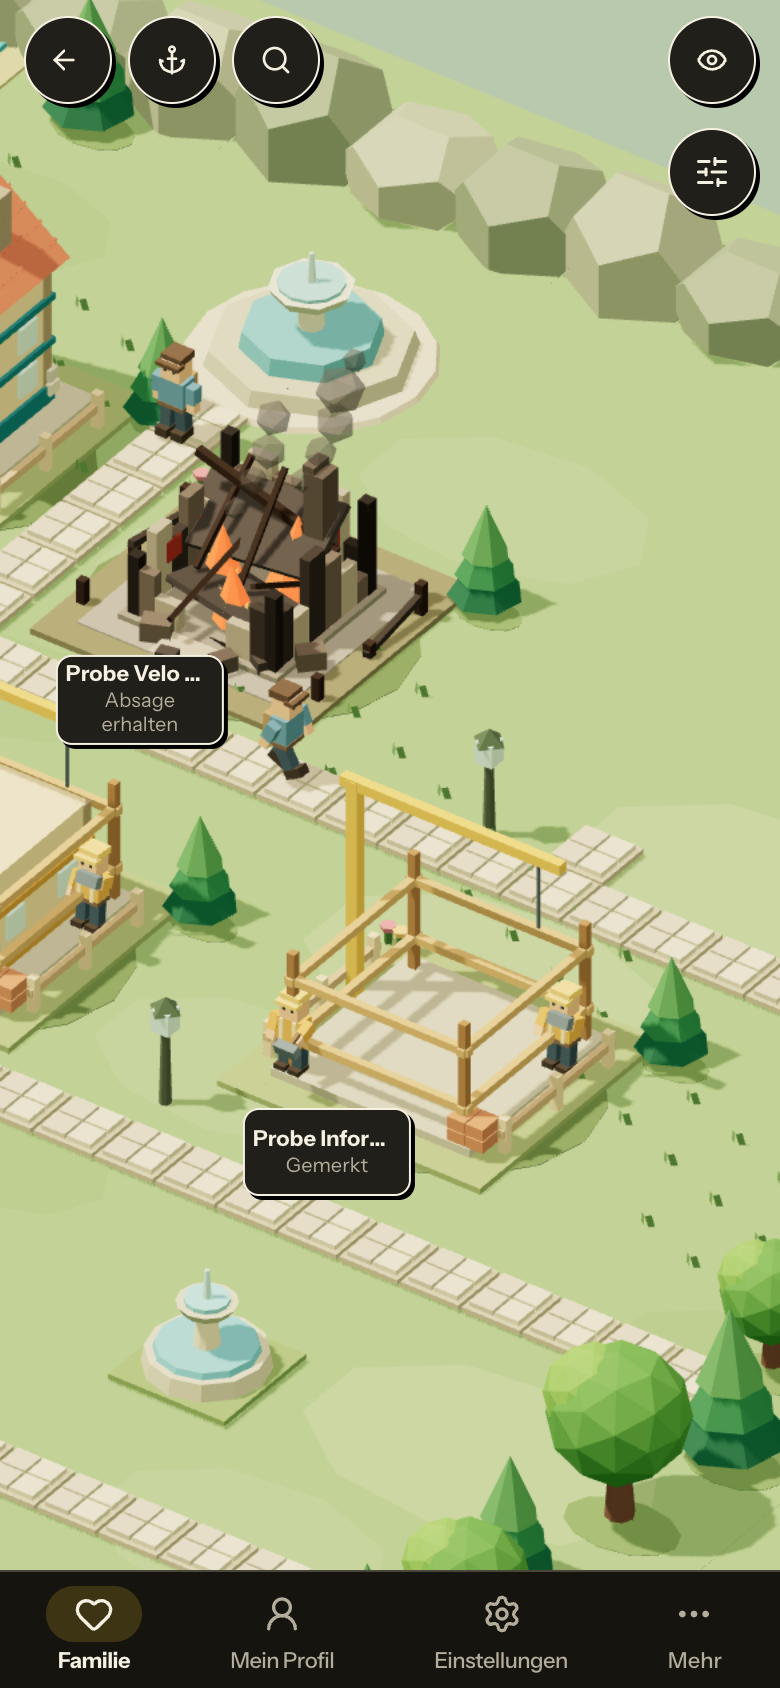 Probe Velo ...
Absage
erhalten
Probe Infor...
Gemerkt
Familie
Mein Profil
Einstellungen
Mehr